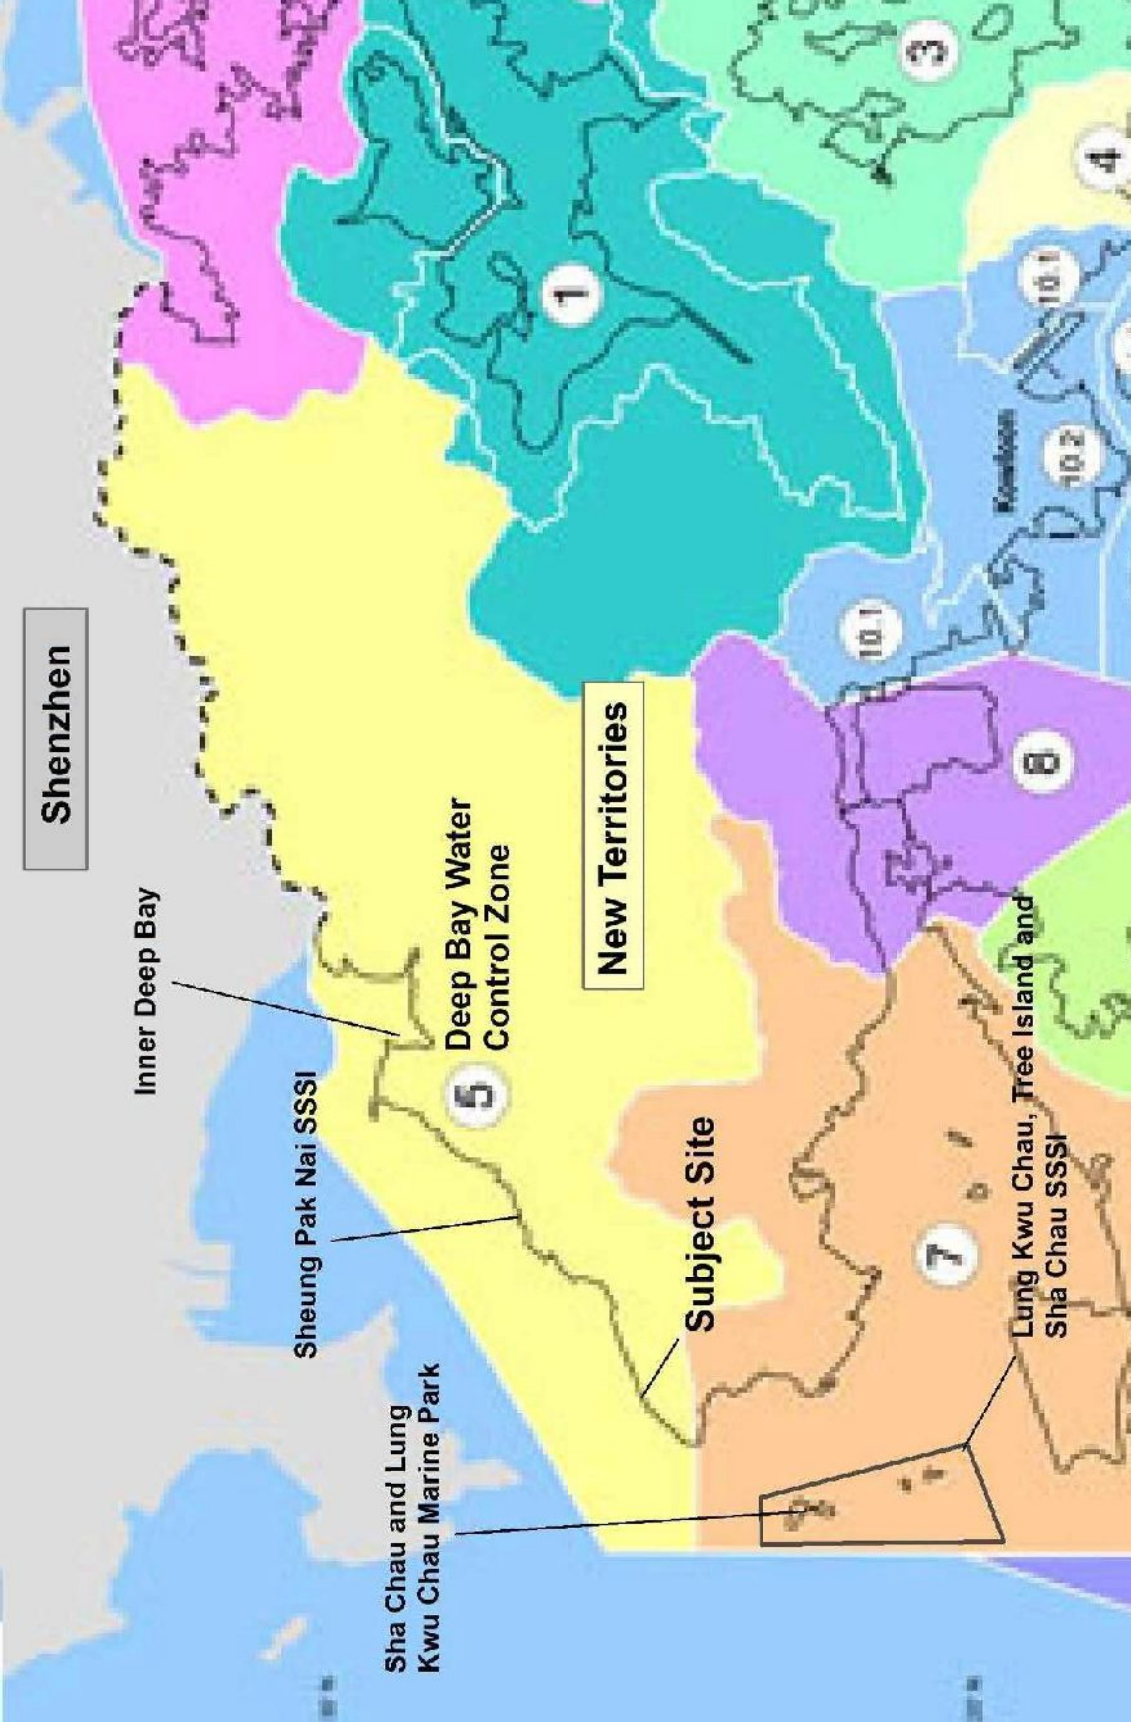 Shenzhen
Inner Deep Bay
Sheung Pak Nai SSSI
Sha Chau and Lung
Kwu Chau Marine Park
Deep Bay Water
Control Zone
5
1
New Territories
Subject Site
10.1
3
7
Kowloon
Lung Kwu Chau, Tree Island and
Sha Chau SSSI
8
10.2
10.1
4